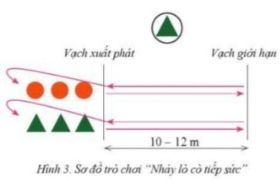 Vạch xuất phát Vạch giới hạn
10 – 12 m
Hình 3. Sơ đồ trò chơi “Nhảy lò cò tiếp sức”